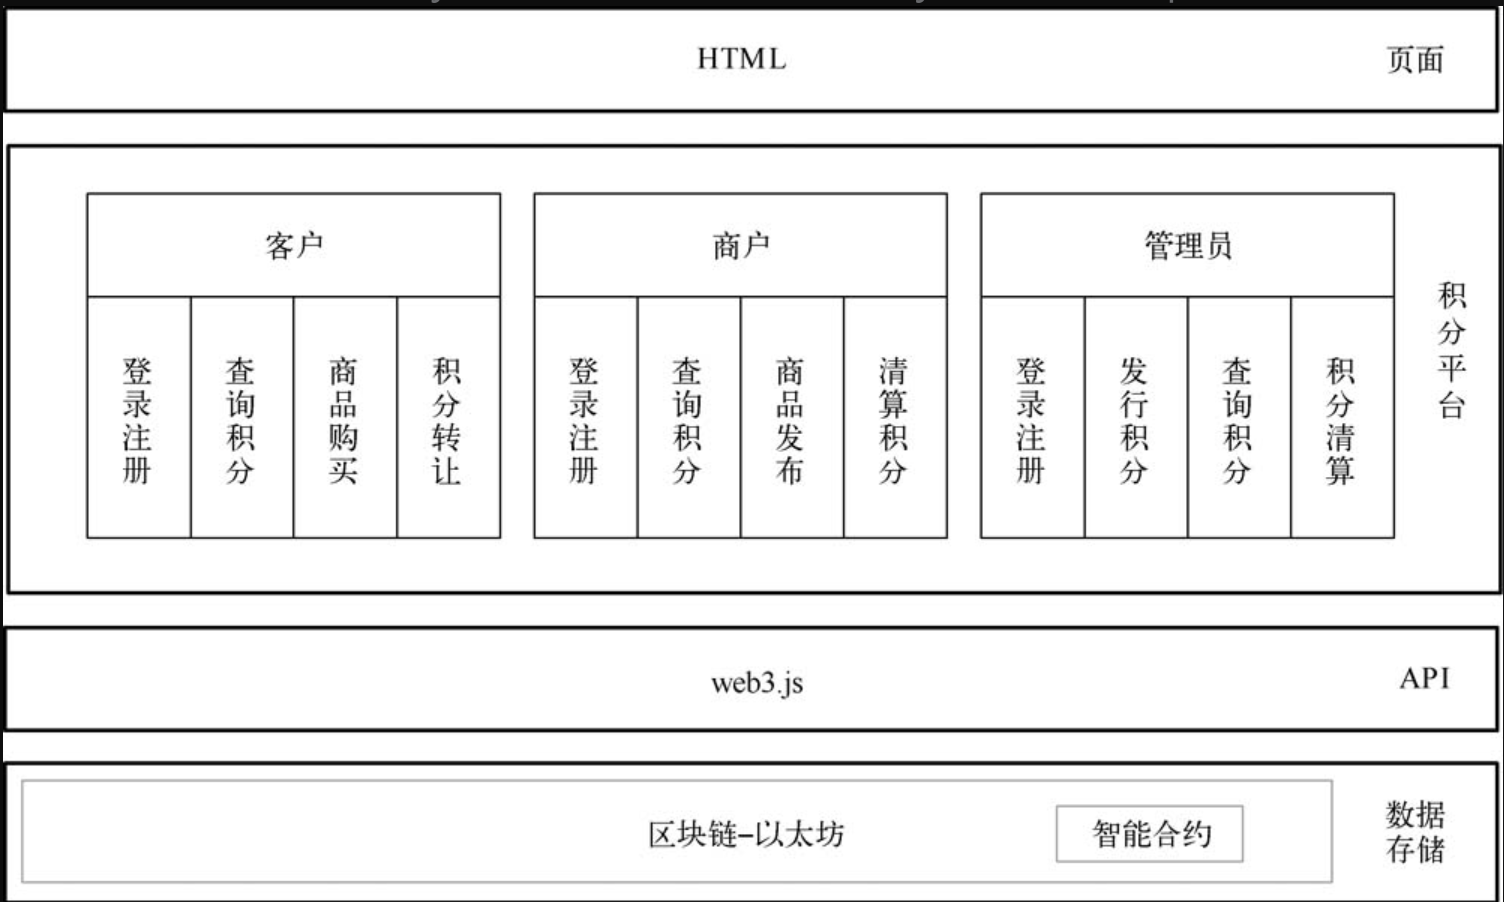 HTML
页面
客户
商户
管理员
登录注册
查询积分
商品购买
积分转让
登录注册
查询积分
商品发布
清算积分
登录注册
发行积分
查询积分
积分清算
积分平台
web3.js
API
区块链–以太坊
智能合约
数据
存储